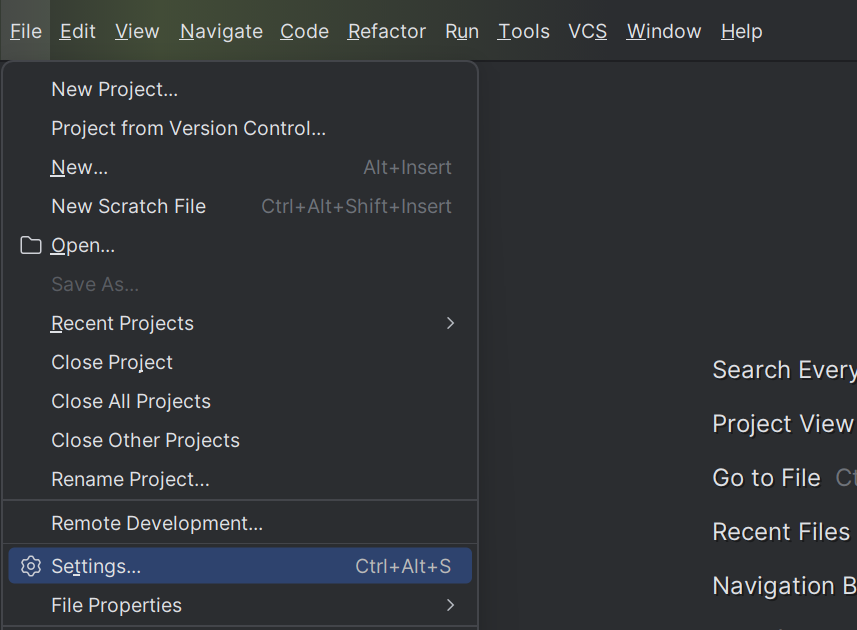 File Edit View Navigate Code Refactor Run Tools VCS Window Help
New Project...
Project from Version Control...
New... Alt+Insert
New Scratch File Ctrl+Alt+Shift+Insert
Open...
Save As...
Recent Projects
Close Project
Close All Projects
Close Other Projects
Rename Project...
Remote Development...
Settings... Ctrl+Alt+S
File Properties
Search Every
Project View
Go to File Ct
Recent Files
Navigation B